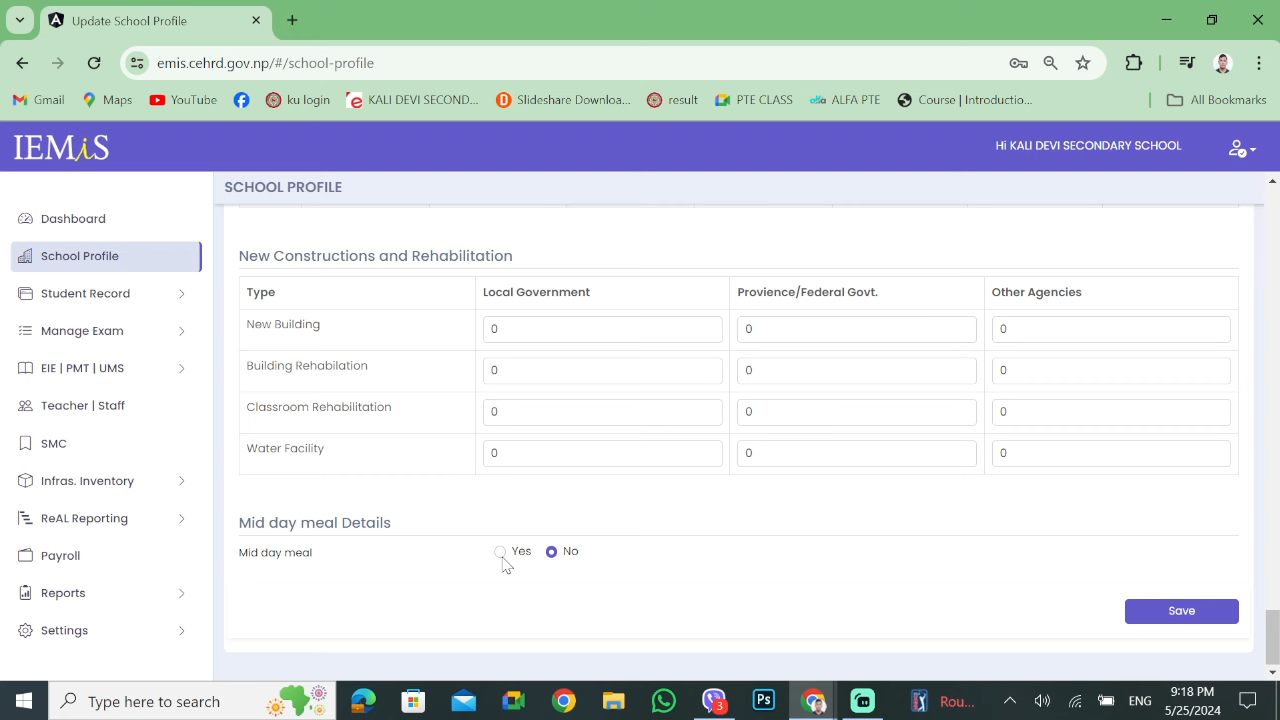 Update School Profile
emis.cehrd.gov.np/#/school-profile
Gmail Maps YouTube ku login KALI DEVI SECOND... Slideshare Downloa... result PTE CLASS ALFA PTE Course | Introductio... All Bookmarks
IEMiS
Hi KALI DEVI SECONDARY SCHOOL
SCHOOL PROFILE
Dashboard
School Profile
Student Record
Manage Exam
EIE | PMT | UMS
Teacher | Staff
SMC
Infras. Inventory
ReAL Reporting
Payroll
Reports
Settings
New Constructions and Rehabilitation
Type Local Government Provience/Federal Govt. Other Agencies
New Building 0 0 0
Building Rehabilation 0 0 0
Classroom Rehabilitation 0 0 0
Water Facility 0 0 0
Mid day meal Details
Mid day meal Yes No
Save
Type here to search
3
Ps
Rou...
ENG
9:18 PM
5/25/2024